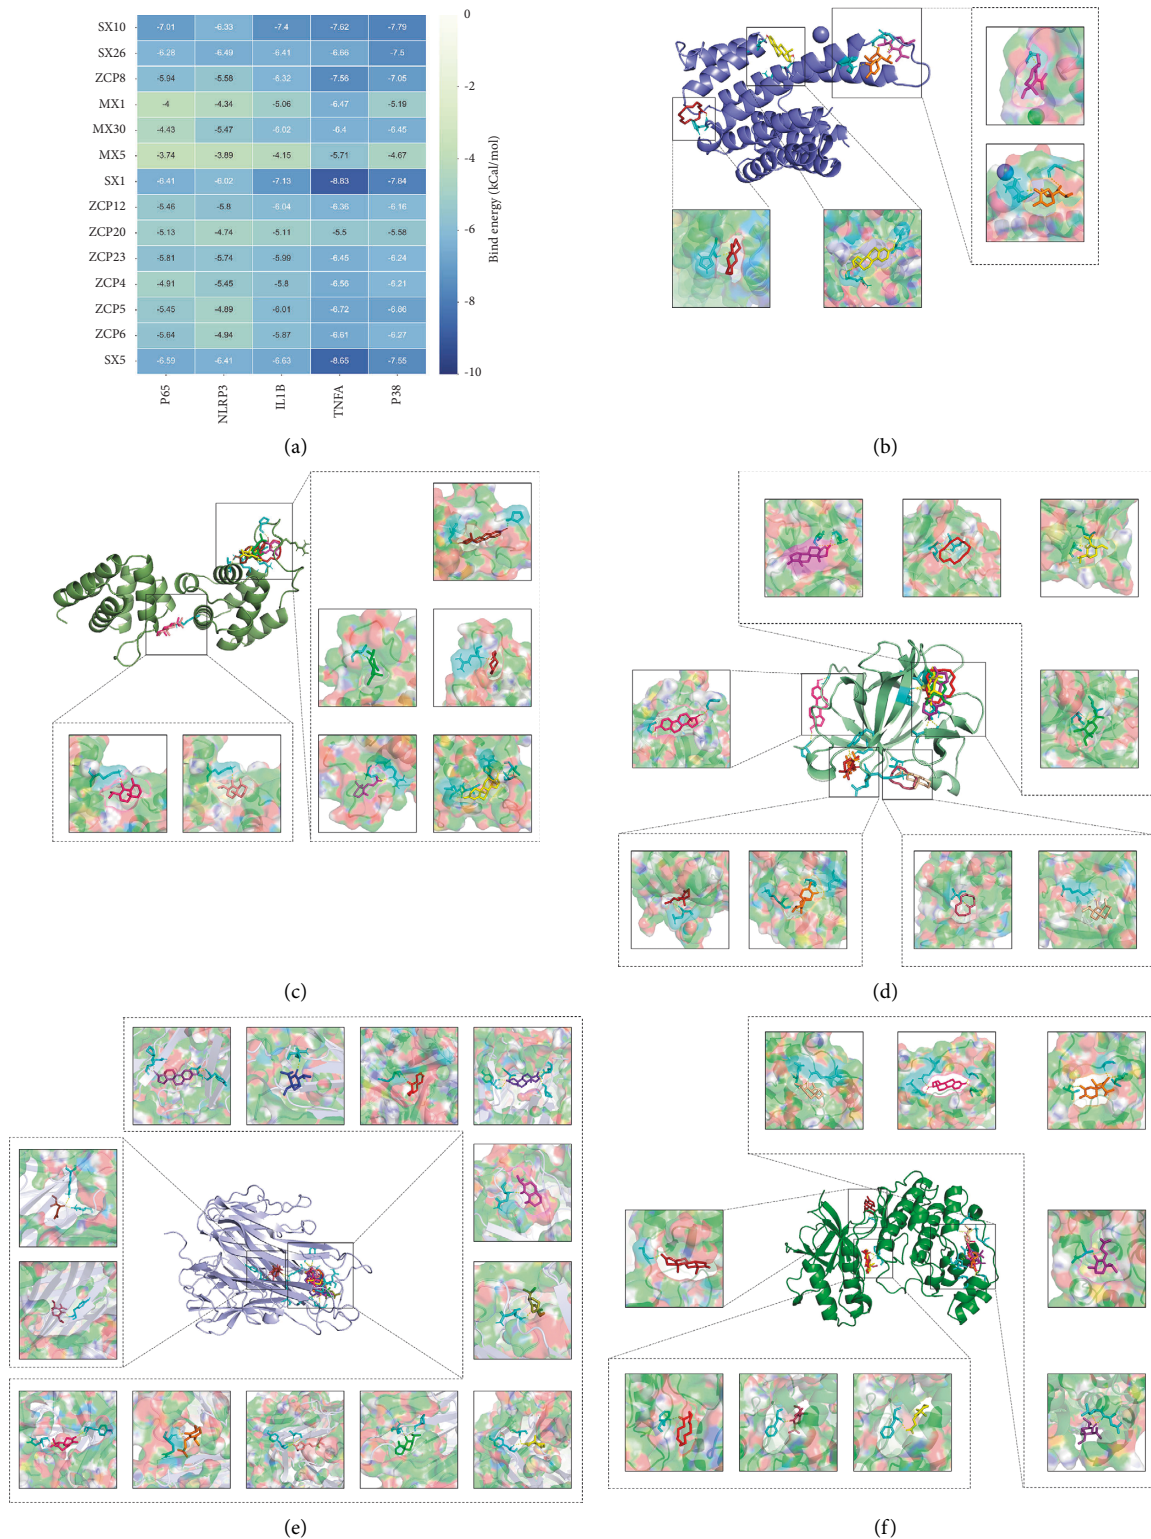 SX10 -7.01 -6.33 -7.4 -7.62 -7.79
SX26 -6.28 -6.49 -6.41 -6.66 -7.5
ZCP8 -5.94 -5.58 -6.32 -7.56 -7.05
MX1 -4 -4.34 -5.06 -6.47 -5.19
MX30 -4.43 -5.47 -6.02 -6.4 -6.45
MX5 -3.74 -3.89 -4.15 -5.71 -4.67
SX1 -6.41 -6.02 -7.13 -8.83 -7.84
ZCP12 -5.46 -5.8 -6.04 -6.36 -6.16
ZCP20 -5.13 -4.74 -5.11 -5.5 -5.58
ZCP23 -5.81 -5.74 -5.99 -6.45 -6.24
ZCP4 -4.91 -5.45 -5.8 -6.56 -6.21
ZCP5 -5.45 -4.89 -6.01 -6.72 -6.86
ZCP6 -5.64 -4.94 -5.87 -6.61 -6.27
SX5 -6.59 -6.41 -6.63 -8.65 -7.55
P65 NLRP3 IL1B TNFA P38
0
-2
-4
-6
-8
-10
Bind energy (kCal/mol)
(a)
(b)
(c)
(d)
(e)
(f)